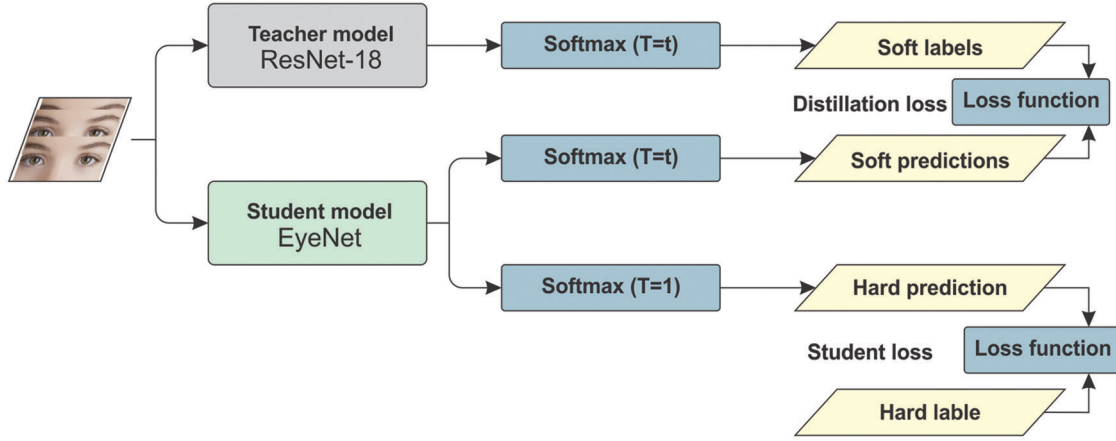 Teacher model
ResNet-18
Softmax (T=t)
Soft labels
Distillation loss
Loss function
Softmax (T=t)
Soft predictions
Student model
EyeNet
Softmax (T=1)
Hard prediction
Student loss
Loss function
Hard lable